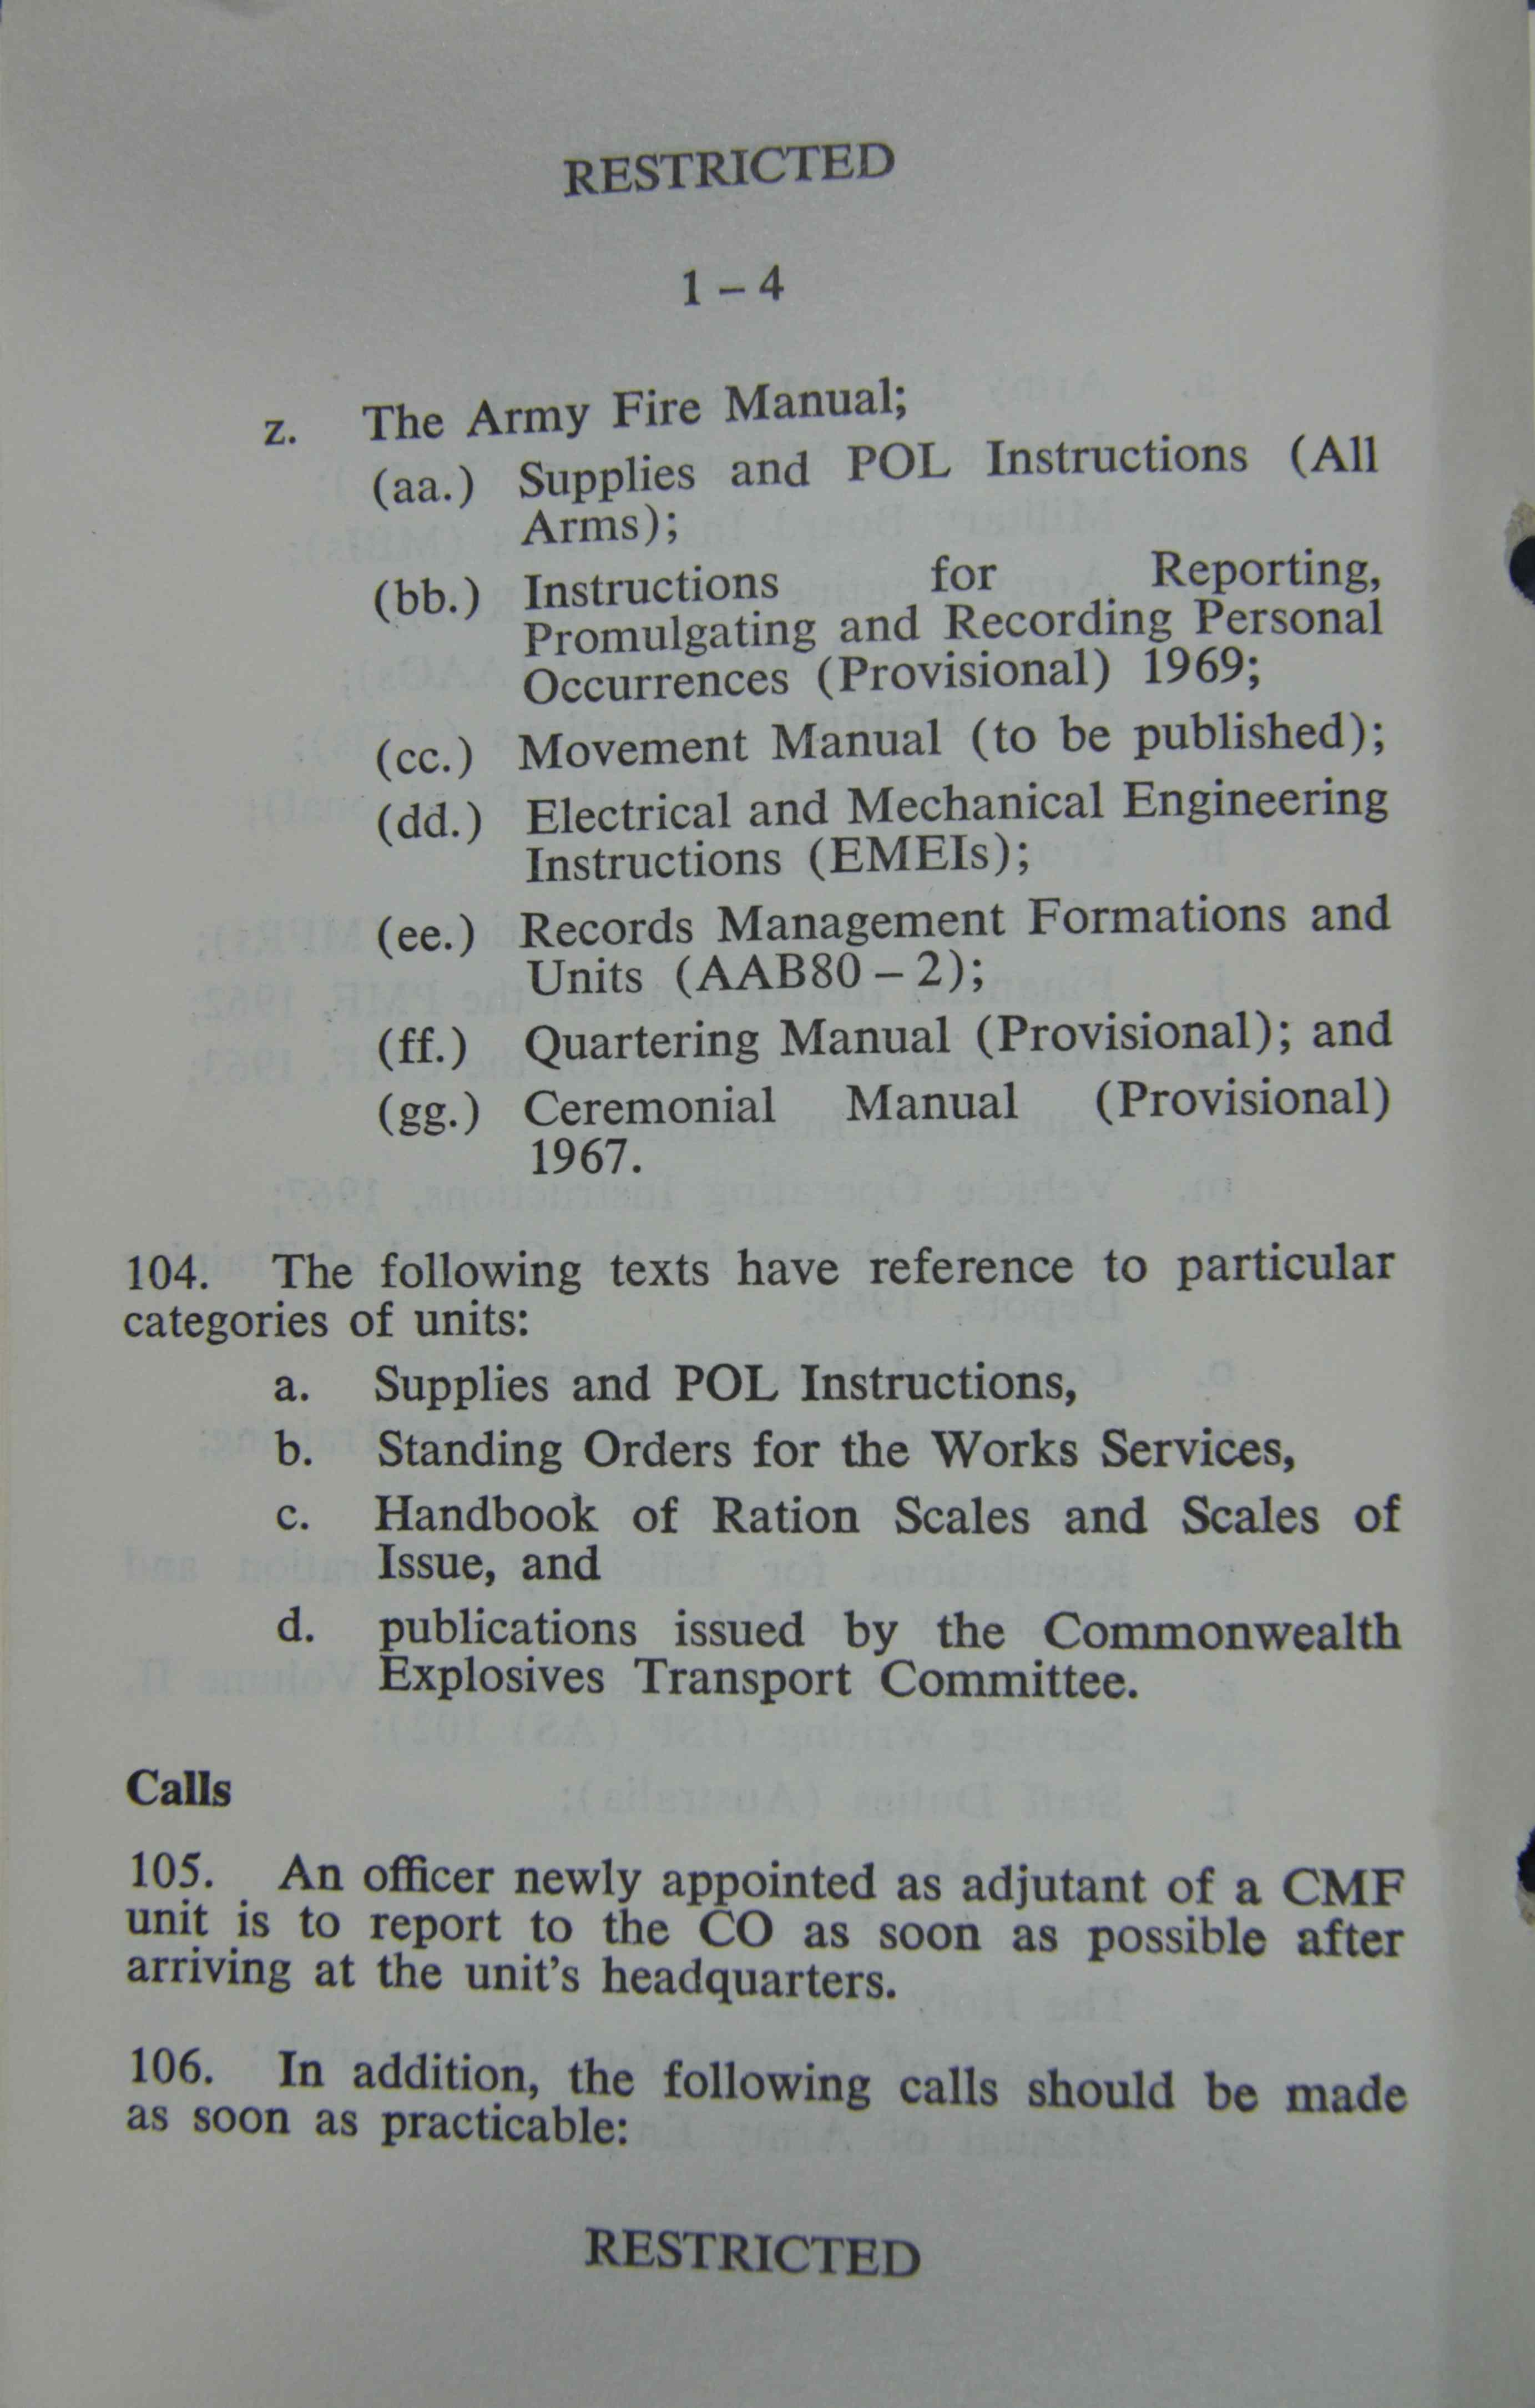 RESTRICTED
1 – 4
z. The Army Fire Manual;
(aa.) Supplies and POL Instructions (All
Arms);
(bb.) Instructions for Reporting,
Promulgating and Recording Personal
Occurrences (Provisional) 1969;
(cc.) Movement Manual (to be published);
(dd.) Electrical and Mechanical Engineering
Instructions (EMEIs);
(ee.) Records Management Formations and
Units (AAB80 – 2);
(ff.) Quartering Manual (Provisional); and
(gg.) Ceremonial Manual (Provisional)
1967.
104. The following texts have reference to particular
categories of units:
a. Supplies and POL Instructions,
b. Standing Orders for the Works Services,
c. Handbook of Ration Scales and Scales of
Issue, and
d. publications issued by the Commonwealth
Explosives Transport Committee.
Calls
105. An officer newly appointed as adjutant of a CMF
unit is to report to the CO as soon as possible after
arriving at the unit's headquarters.
106. In addition, the following calls should be made
as soon as practicable:
RESTRICTED